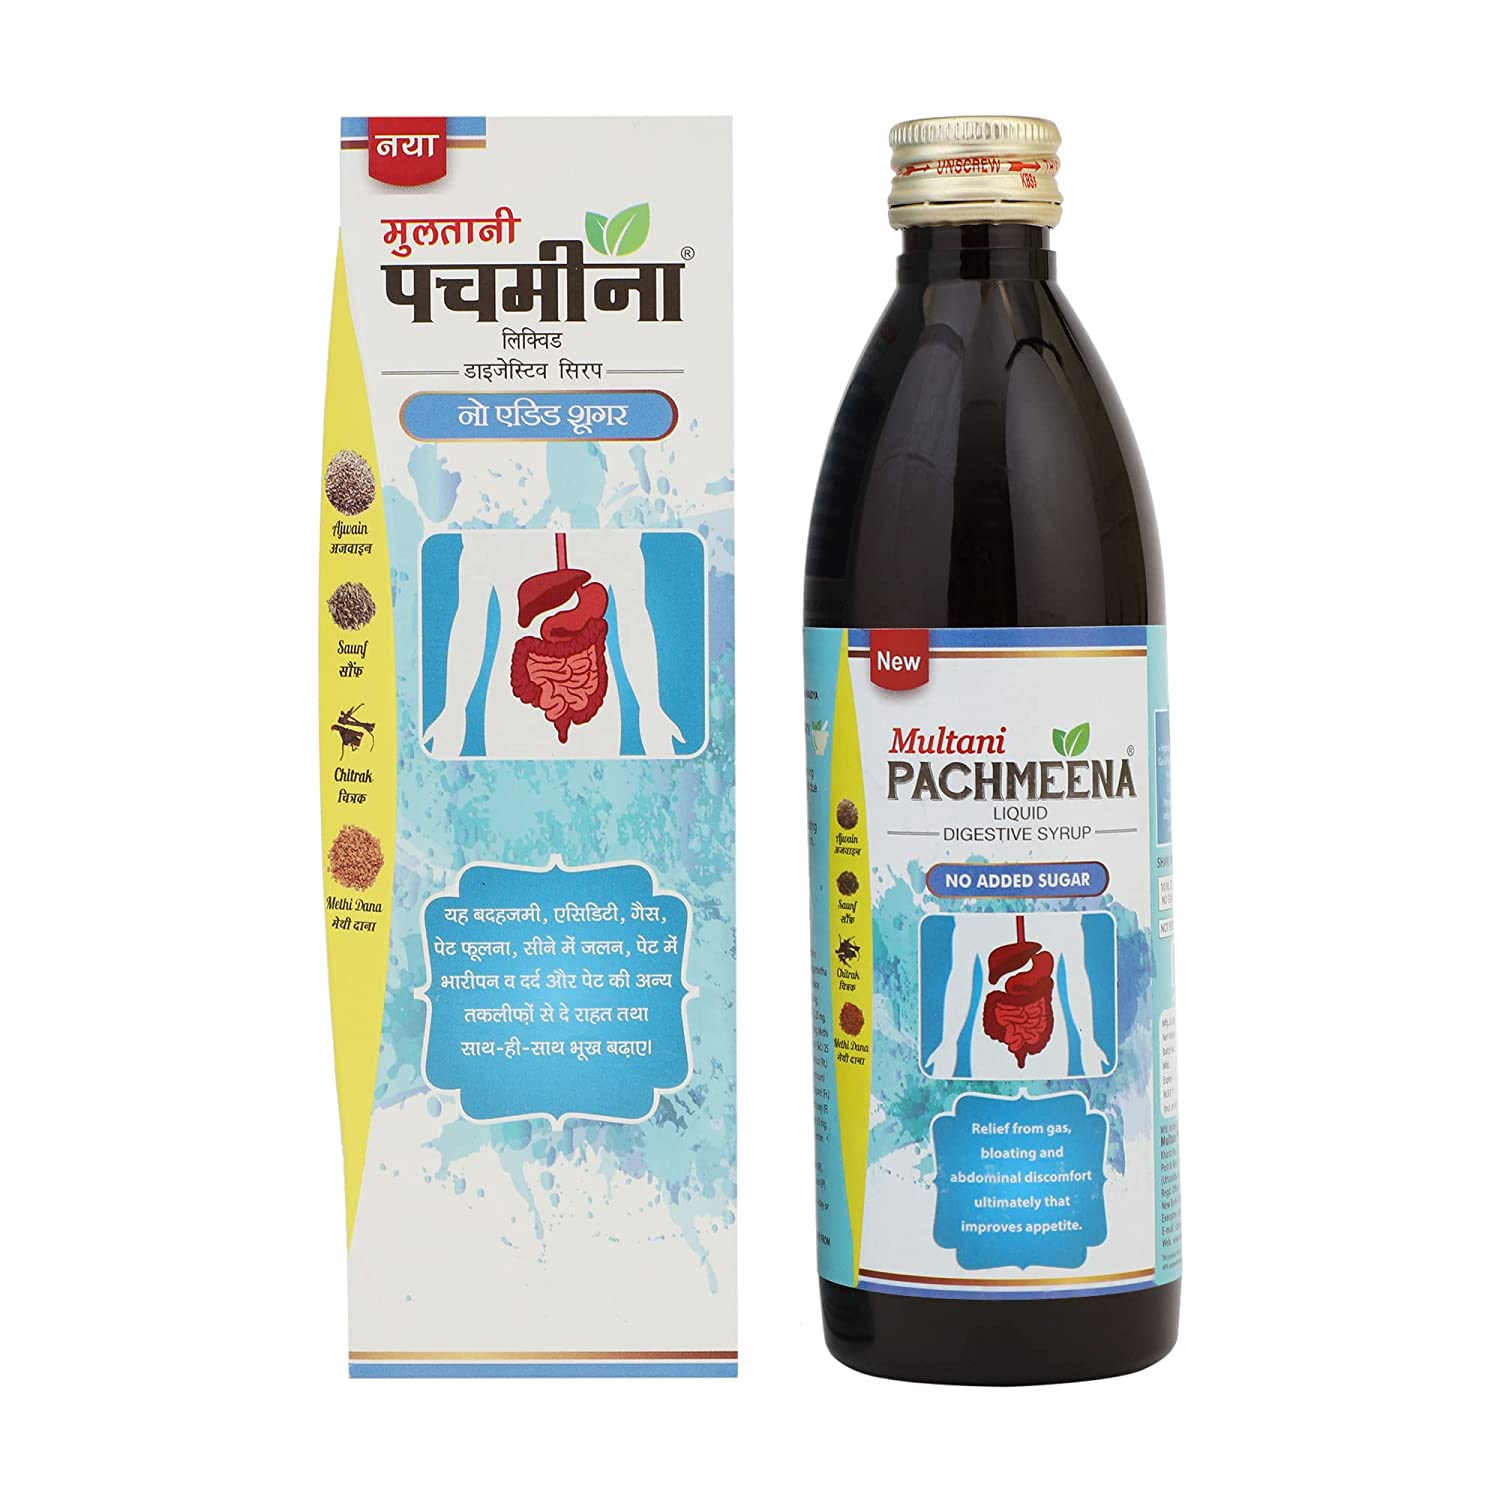 नया
मुलतानी
पचमीना®
लिक्विड
डाइजेस्टिव सिरप
नो एडिड शूगर
Ajwain
अजवाइन
Saunf
सौंफ़
Chitrak
चित्रक
Methi Dana
मेथी दाना
यह बदहजमी, एसिडिटी, गैस,
पेट फूलना, सीने में जलन, पेट में
भारीपन व दर्द और पेट की अन्य
तकलीफ़ों से दे राहत तथा
साथ-ही-साथ भूख बढ़ाए।
UNSCREW
New
Multani
PACHMEENA®
LIQUID
DIGESTIVE SYRUP
NO ADDED SUGAR
Ajwain
अजवाइन
Saunf
सौंफ़
Chitrak
चित्रक
Methi Dana
मेथी दाना
Relief from gas,
bloating and
abdominal discomfort
ultimately that
improves appetite.